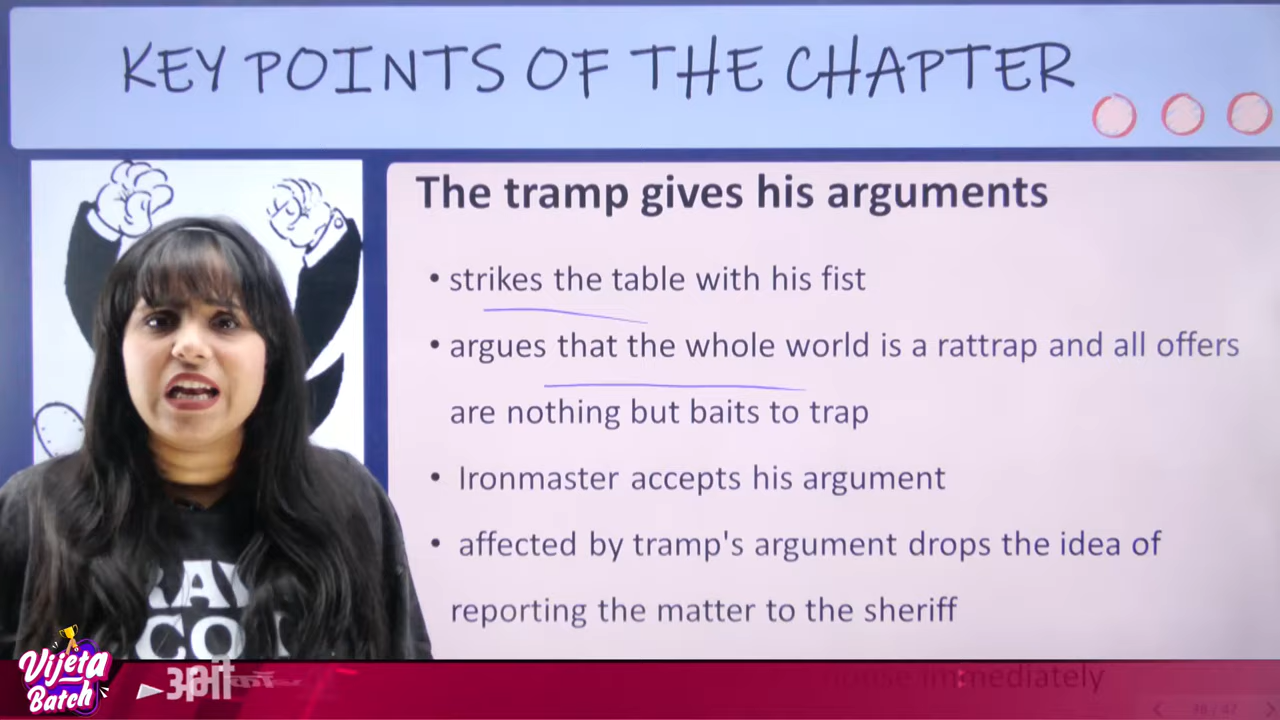 KEY POINTS OF THE CHAPTER
The tramp gives his arguments
• strikes the table with his fist
• argues that the whole world is a rattrap and all offers
are nothing but baits to trap
• Ironmaster accepts his argument
• affected by tramp's argument drops the idea of
reporting the matter to the sheriff
house immediately
Vijeta
Batch
अभी